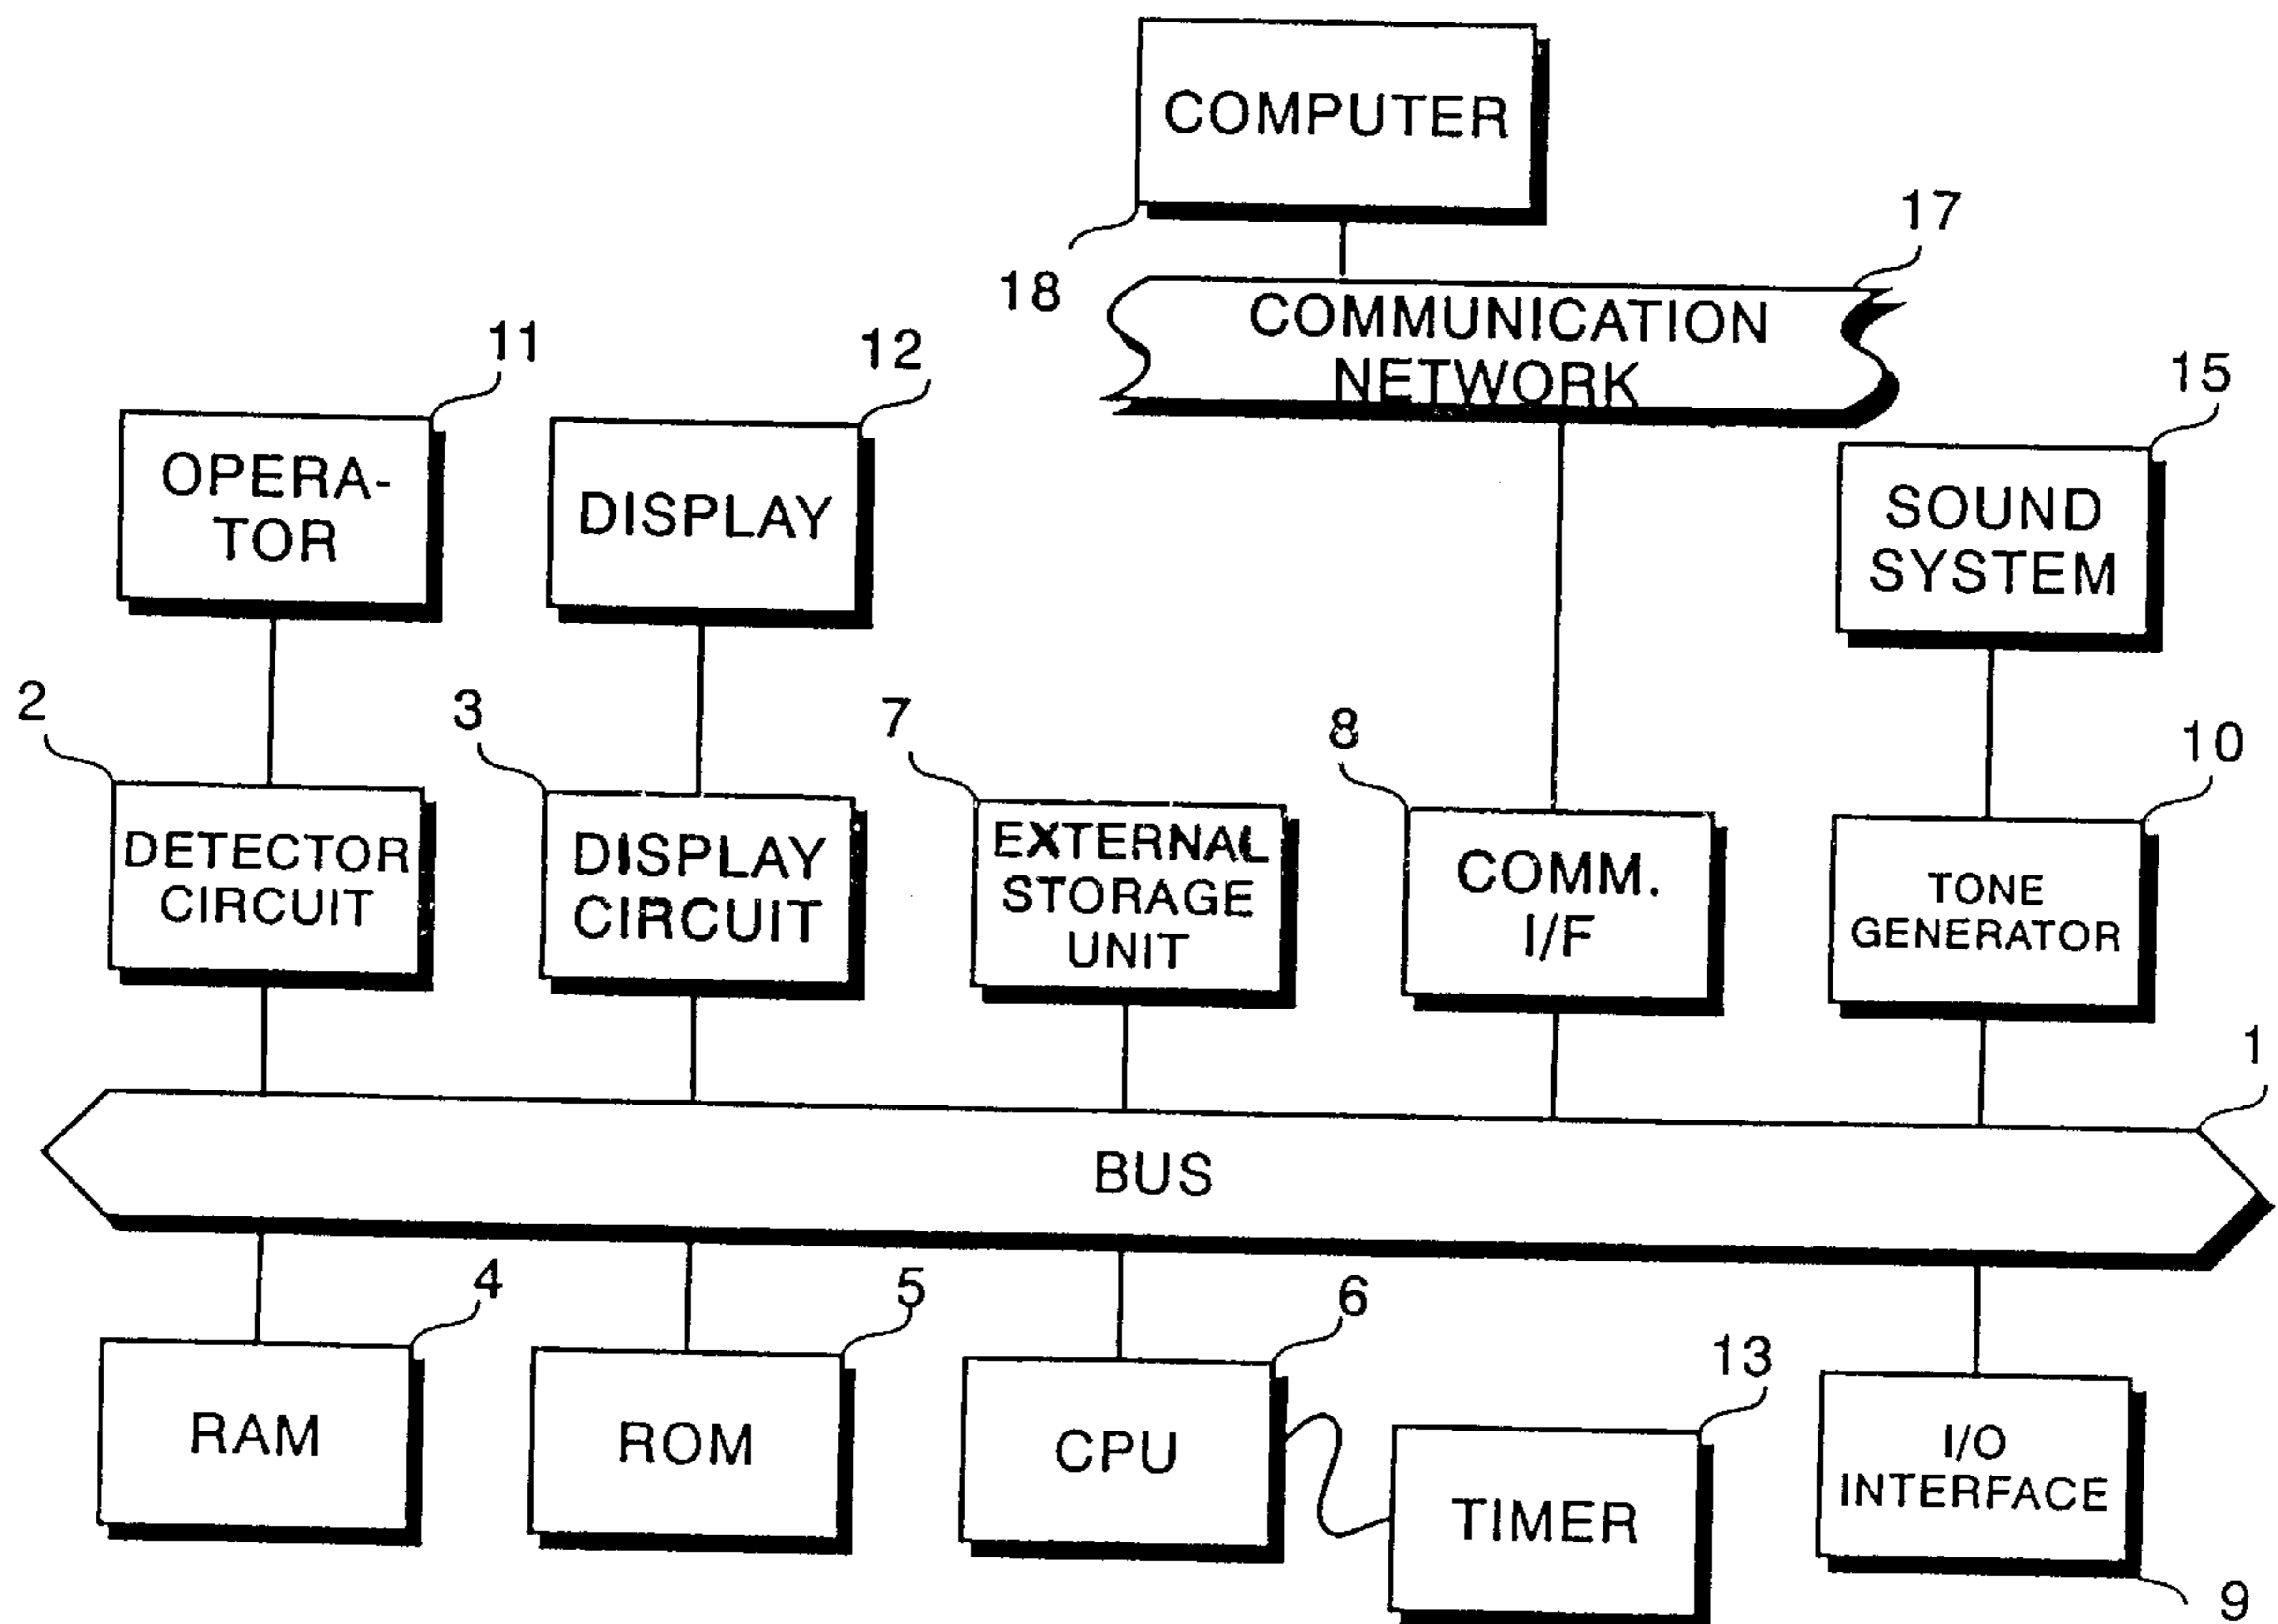 COMPUTER
18
17
COMMUNICATION
NETWORK
11
OPERA-
TOR
12
DISPLAY
15
SOUND
SYSTEM
2
DETECTOR
CIRCUIT
3
DISPLAY
CIRCUIT
7
EXTERNAL
STORAGE
UNIT
8
COMM.
I/F
10
TONE
GENERATOR
1
BUS
4
RAM
5
ROM
6
CPU
13
TIMER
I/O
INTERFACE
9